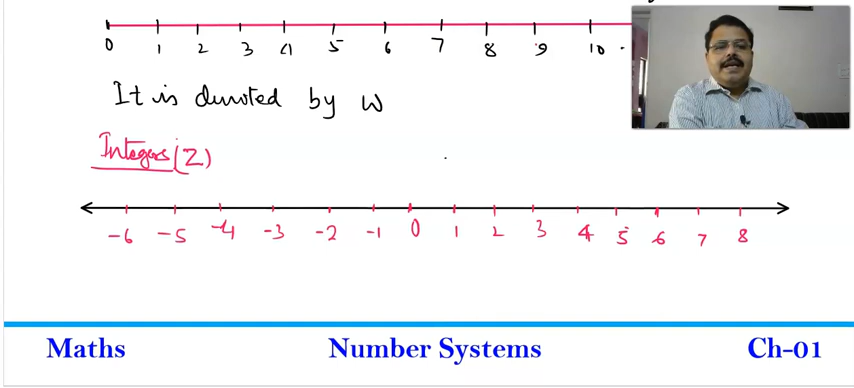 0 1 2 3 4 5 6 7 8 9 10 .
It is denoted by W
Integers (Z)
-6 -5 -4 -3 -2 -1 0 1 2 3 4 5 6 7 8
Maths Number Systems Ch-01